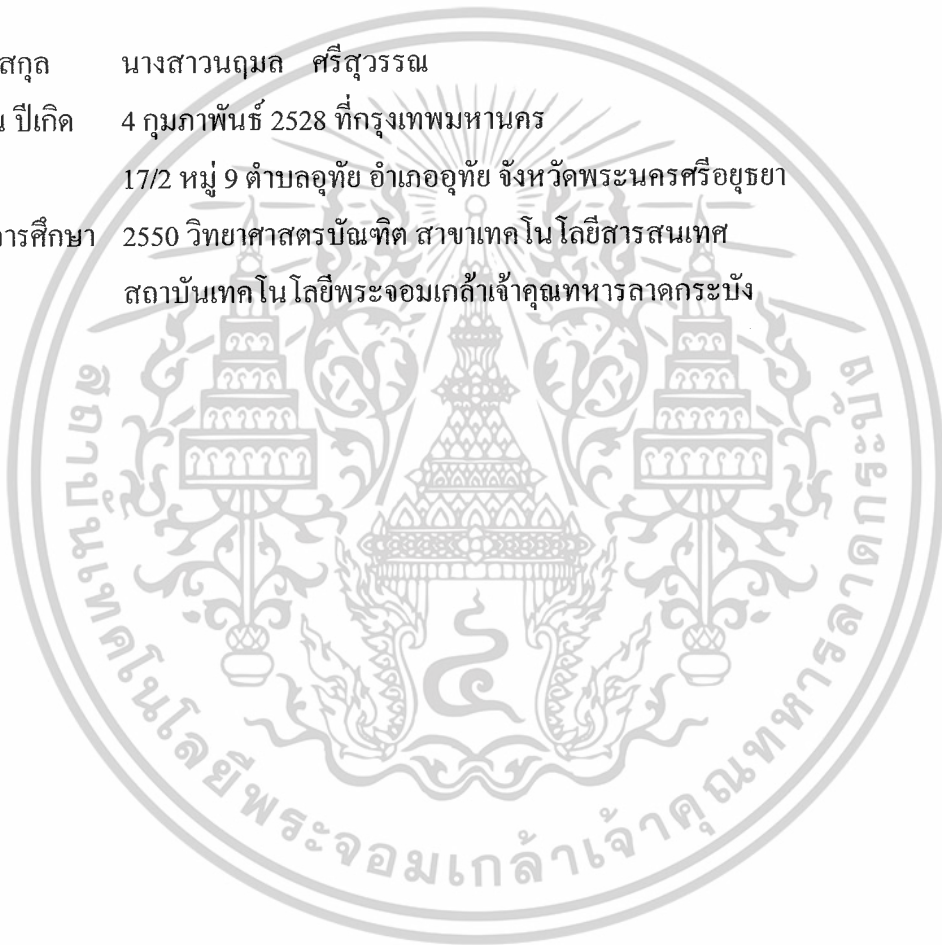 สกุล นางสาวนฤมล ศรีสุวรรณ
น ปีเกิด 4 กุมภาพันธ์ 2528 ที่กรุงเทพมหานคร
17/2 หมู่ 9 ตำบลอุทัย อำเภออุทัย จังหวัดพระนครศรีอยุธยา
การศึกษา 2550 วิทยาศาสตรบัณฑิต สาขาเทคโนโลยีสารสนเทศ
สถาบันเทคโนโลยีพระจอมเกล้าเจ้าคุณทหารลาดกระบัง
สถาบันเทคโนโลยีพระจอมเกล้าเจ้าคุณทหารลาดกระบัง
๔